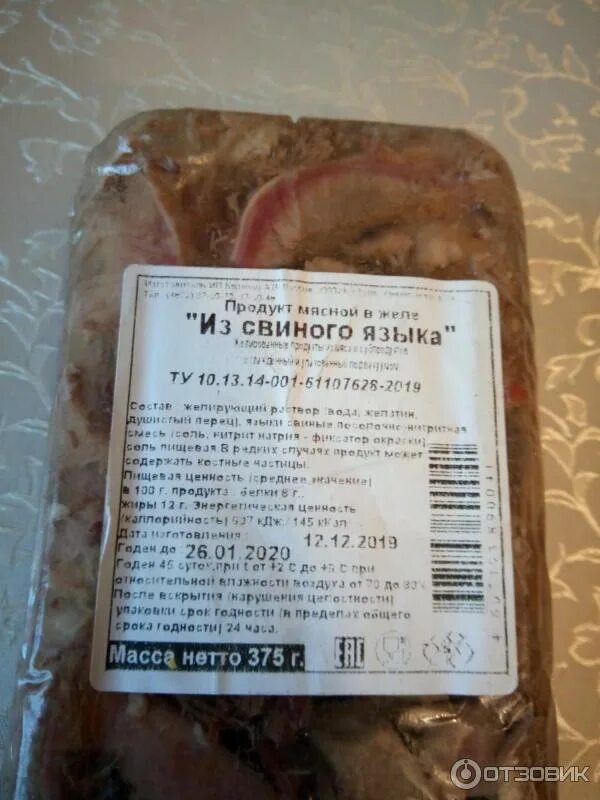 Продукт мясной в желе
"Из свиного языка"
ТУ 10.13.14-001-61107628-2019
Состав: желирующий раствор (вода, желатин,
душистый перец), языки свиные посолочно-нитритная
смесь (соль, нитрит натрия - фиксатор окраски)
соль пищевая. В редких случаях продукт может
содержать костные частицы.
Пищевая ценность (среднее значение)
в 100 г. продукта: белки 8 г.,
жиры 12 г. Энергетическая ценность
(каллорийность) 607 кДж./ 145 кКал
Дата изготовления: 12.12.2019
Годен до 26.01.2020
Годен 45 суток, при t от +2 С до +6 С при
относительной влажности воздуха от 70 до 80%
После вскрытия (нарушения целостности)
упаковки срок годности (в пределах общего
срока годности) 24 часа.
Масса нетто 375 г.
EAC
ОТЗОВИК